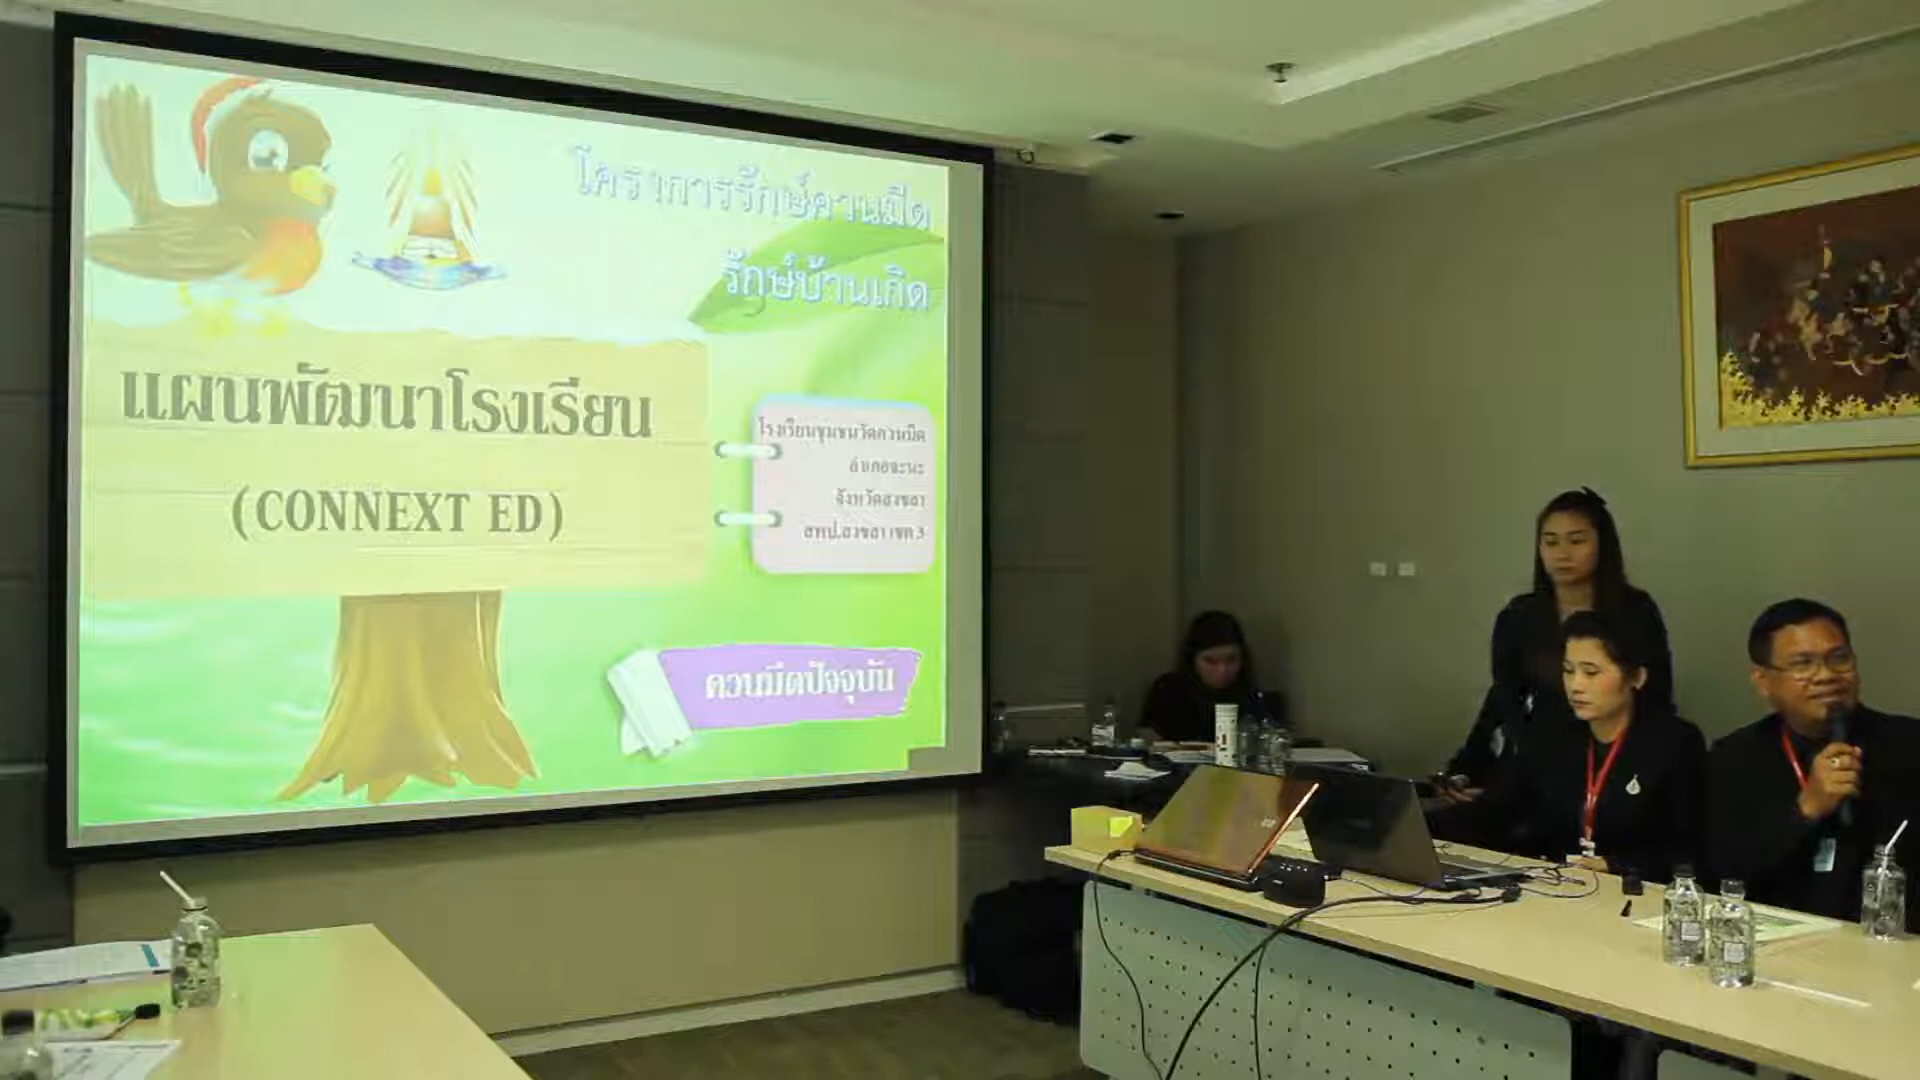 โครงการรักษ์ควนมีด
รักษ์บ้านเกิด
แผนพัฒนาโรงเรียน
(CONNEXT ED)
โรงเรียนชุมชนวัดควนมีด
อำเภอจะนะ
จังหวัดสงขลา
สพป.สงขลา เขต 3
ควนมีดปัจจุบัน